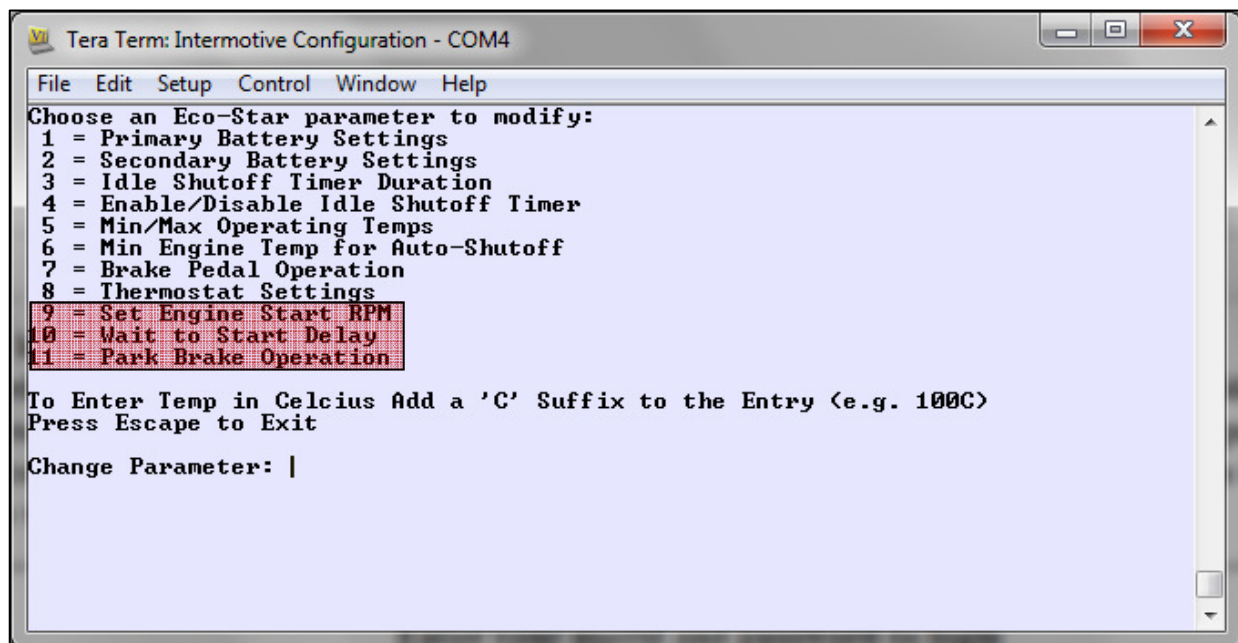 Tera Term: Intermotive Configuration - COM4
File Edit Setup Control Window Help
Choose an Eco-Star parameter to modify:
1 = Primary Battery Settings
2 = Secondary Battery Settings
3 = Idle Shutoff Timer Duration
4 = Enable/Disable Idle Shutoff Timer
5 = Min/Max Operating Temps
6 = Min Engine Temp for Auto-Shutoff
7 = Brake Pedal Operation
8 = Thermostat Settings
9 = Set Engine Start RPM
10 = Wait to Start Delay
11 = Park Brake Operation
To Enter Temp in Celcius Add a 'C' Suffix to the Entry (e.g. 100C)
Press Escape to Exit
Change Parameter: